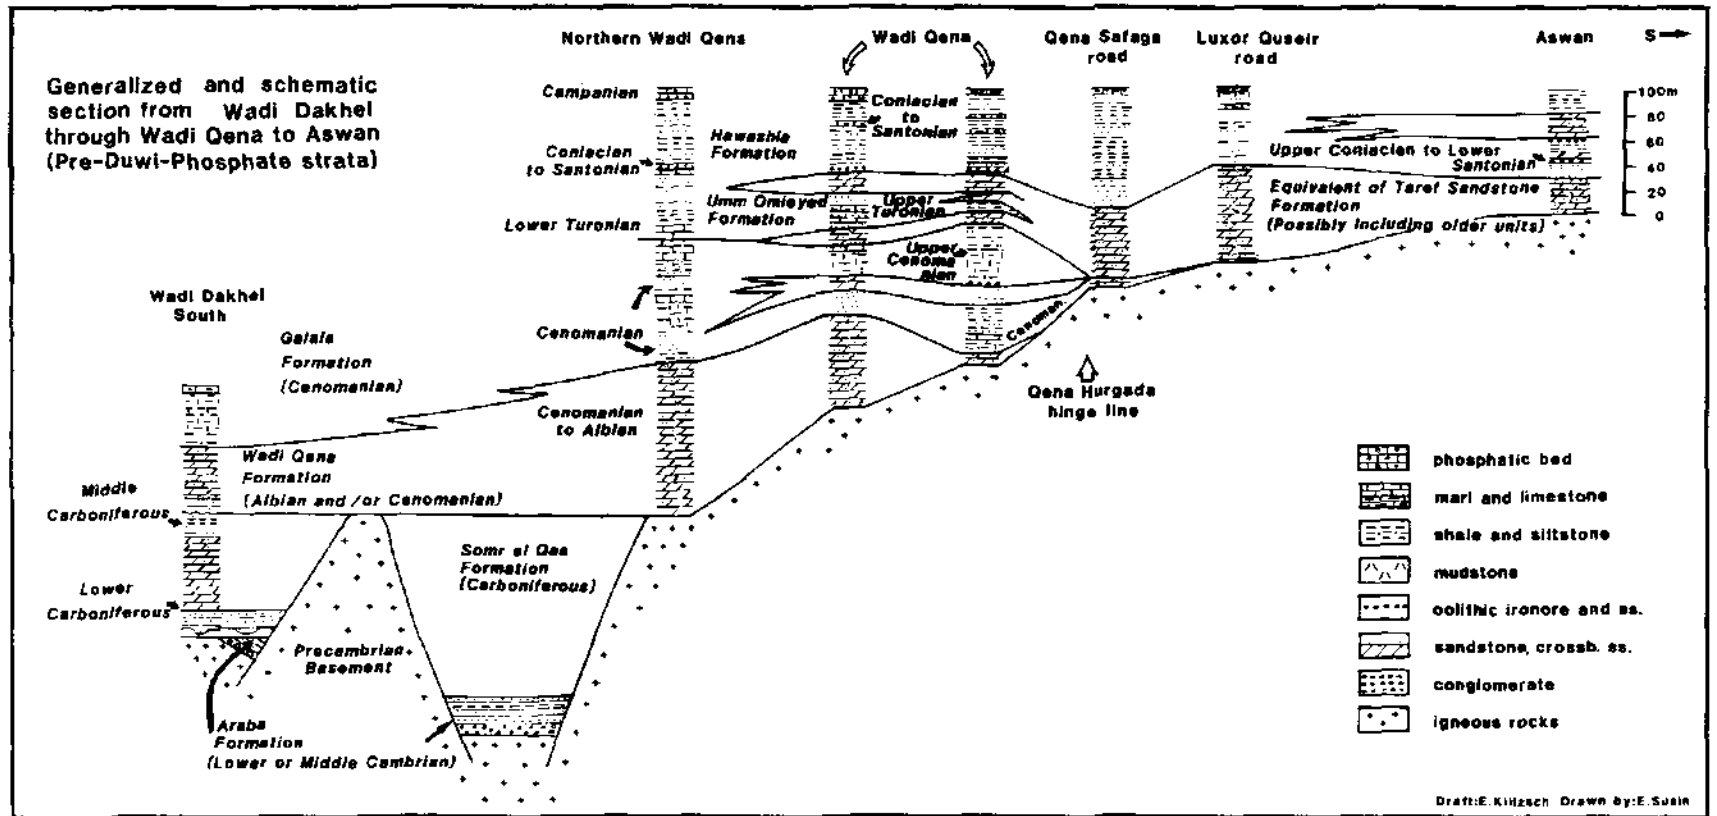 Generalized and schematic
section from Wadi Dakhel
through Wadi Qena to Aswan
(Pre-Duwi-Phosphate strata)
Northern Wadi Qena
Wadi Qena
Qena Safaga
road
Luxor Quseir
road
Aswan
S
Campanian
Coniacian
to Santonian
Lower Turonian
Cenomanian
Cenomanian
to Albian
Hawashia
Formation
Umm Omieyed
Formation
Coniacian
to
Santonian
Upper
Turonian
Upper
Cenoma
nian
Cenoman.
Qena Hurgada
hinge line
Upper Coniacian to Lower
Santonian
Equivalent of Taref Sandstone
Formation
(Possibly including older units)
100m
80
60
40
20
0
Wadi Dakhel
South
Galala
Formation
(Cenomanian)
Wadi Qena
Formation
(Albian and /or Cenomanian)
Middle
Carboniferous
Lower
Carboniferous
Somr el Qaa
Formation
(Carboniferous)
Precambrian
Basement
Araba
Formation
(Lower or Middle Cambrian)
phosphatic bed
marl and limestone
shale and siltstone
mudstone
oolithic ironore and ss.
sandstone, crossb. ss.
conglomerate
igneous rocks
Draft:E.Klitzsch Drawn by:E.Susin